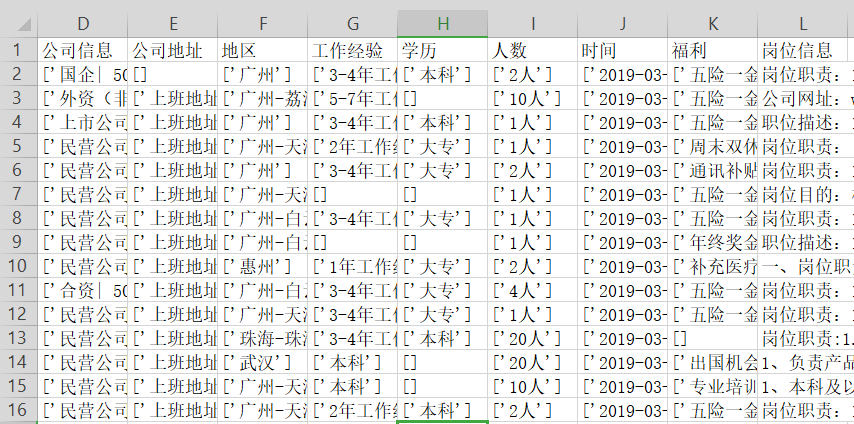 D E F G H I J K L
1 公司信息 公司地址 地区 工作经验 学历 人数 时间 福利 岗位信息
2 ['国企| 50 [] ['广州'] ['3-4年工 ['本科'] ['2人'] ['2019-03- ['五险一金 岗位职责:
3 ['外资（非 ['上班地址 ['广州-荔 ['5-7年工 [] ['10人'] ['2019-03- ['五险一金 公司网址:
4 ['上市公司 ['上班地址 ['广州'] ['3-4年工 ['本科'] ['1人'] ['2019-03- ['五险一金 职位描述:
5 ['民营公司 ['上班地址 ['广州-天 ['2年工作 ['大专'] ['1人'] ['2019-03- ['周末双休 岗位职责:
6 ['民营公司 ['上班地址 ['广州'] ['3-4年工 ['大专'] ['2人'] ['2019-03- ['通讯补贴 岗位职责:
7 ['民营公司 ['上班地址 ['广州-天 [] [] ['1人'] ['2019-03- ['五险一金 岗位目的:
8 ['民营公司 ['上班地址 ['广州-白 ['3-4年工 ['大专'] ['1人'] ['2019-03- ['五险一金 岗位职责:
9 ['民营公司 ['上班地址 ['广州-白 [] [] ['1人'] ['2019-03- ['年终奖金 职位描述:
10 ['民营公司 ['上班地址 ['惠州'] ['1年工作 ['大专'] ['2人'] ['2019-03- ['补充医疗 一、岗位职
11 ['合资| 50 ['上班地址 ['广州-白 ['3-4年工 ['大专'] ['4人'] ['2019-03- ['五险一金 岗位职责:
12 ['民营公司 ['上班地址 ['广州-天 ['3-4年工 ['大专'] ['1人'] ['2019-03- ['五险一金 岗位职责:
13 ['民营公司 ['上班地址 ['珠海-珠 ['3-4年工 ['本科'] ['20人'] ['2019-03- [] 岗位职责:1.
14 ['民营公司 ['上班地址 ['武汉'] ['本科'] [] ['20人'] ['2019-03- ['出国机会 1、负责产品
15 ['民营公司 ['上班地址 ['广州-天 ['本科'] [] ['10人'] ['2019-03- ['专业培训 1、本科及以
16 ['民营公司 ['上班地址 ['广州-天 ['2年工作 ['本科'] ['2人'] ['2019-03- ['五险一金 岗位职责: